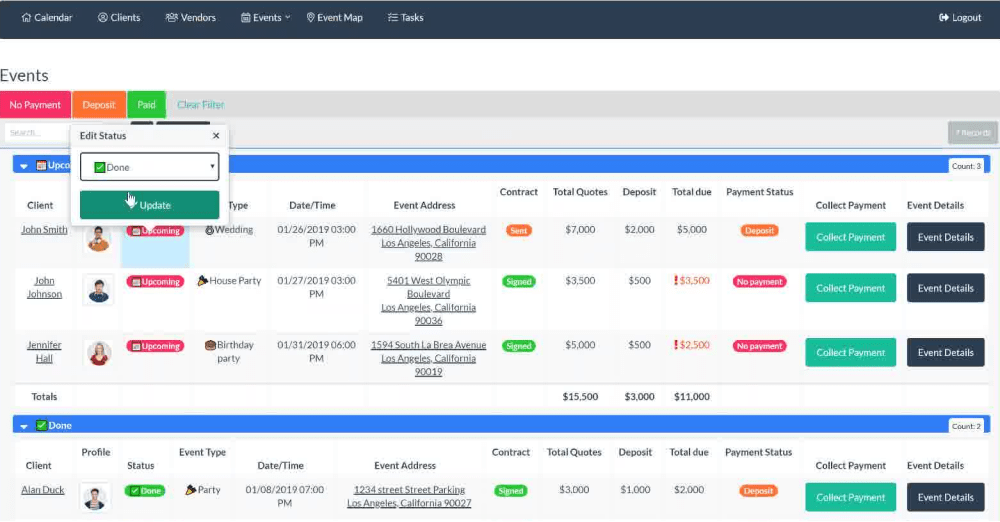 Calendar Clients Vendors Events Event Map Tasks Logout
Events
No Payment Deposit Paid Clear Filter
Search... 7 Records
Edit Status ×
Done
Update
Upco Count: 3
Client Type Date/Time Event Address Contract Total Quotes Deposit Total due Payment Status Collect Payment Event Details
John Smith Upcoming Wedding 01/26/2019 03:00 PM 1660 Hollywood Boulevard Los Angeles, California 90028 Sent $7,000 $2,000 $5,000 Deposit Collect Payment Event Details
John Johnson Upcoming House Party 01/27/2019 03:00 PM 5401 West Olympic Boulevard Los Angeles, California 90036 Signed $3,500 $500 $3,500 No payment Collect Payment Event Details
Jennifer Hall Upcoming Birthday party 01/31/2019 06:00 PM 1594 South La Brea Avenue Los Angeles, California 90019 Signed $5,000 $500 $2,500 No payment Collect Payment Event Details
Totals $15,500 $3,000 $11,000
Done Count: 2
Client Profile Status Event Type Date/Time Event Address Contract Total Quotes Deposit Total due Payment Status Collect Payment Event Details
Alan Duck Done Party 01/08/2019 07:00 PM 1234 street Street Parking Los Angeles, California 90027 Signed $3,000 $1,000 $2,000 Deposit Collect Payment Event Details